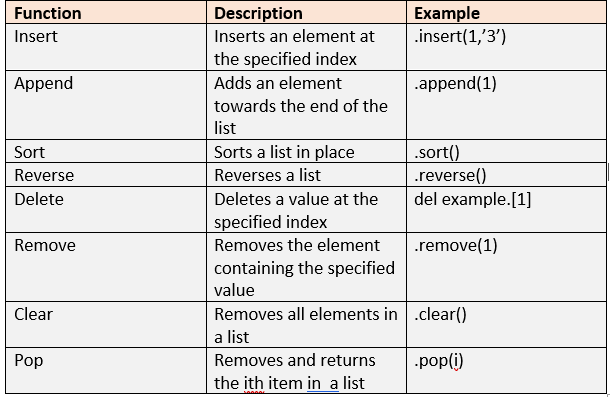 Function Description Example
Insert Inserts an element at .insert(1,’3’)
the specified index
Append Adds an element .append(1)
towards the end of the
list
Sort Sorts a list in place .sort()
Reverse Reverses a list .reverse()
Delete Deletes a value at the del example.[1]
specified index
Remove Removes the element .remove(1)
containing the specified
value
Clear Removes all elements in .clear()
a list
Pop Removes and returns .pop(i)
the ith item in a list